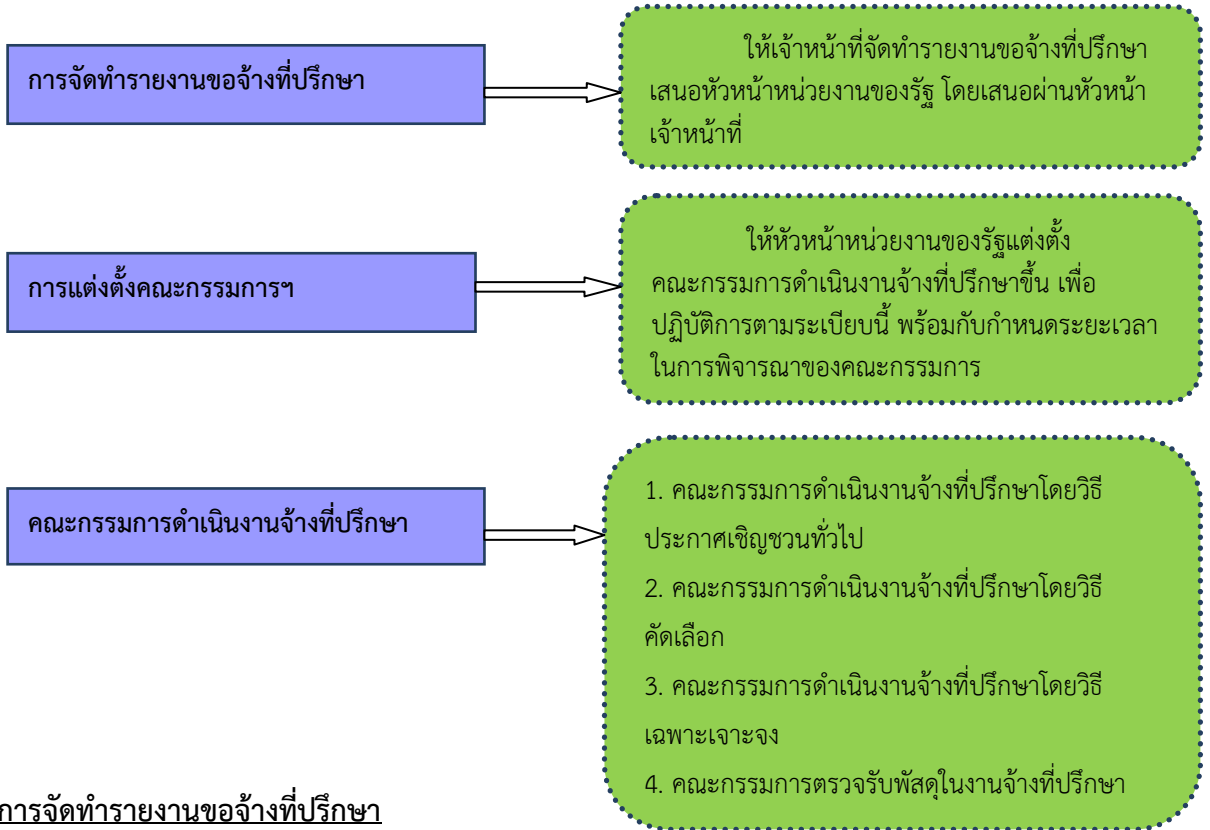 การจัดทำรายงานขอจ้างที่ปรึกษา
ให้เจ้าหน้าที่จัดทำรายงานขอจ้างที่ปรึกษา
เสนอหัวหน้าหน่วยงานของรัฐ โดยเสนอผ่านหัวหน้า
เจ้าหน้าที่
การแต่งตั้งคณะกรรมการฯ
ให้หัวหน้าหน่วยงานของรัฐแต่งตั้ง
คณะกรรมการดำเนินงานจ้างที่ปรึกษาขึ้น เพื่อ
ปฏิบัติการตามระเบียบนี้ พร้อมกับกำหนดระยะเวลา
ในการพิจารณาของคณะกรรมการ
คณะกรรมการดำเนินงานจ้างที่ปรึกษา
1. คณะกรรมการดำเนินงานจ้างที่ปรึกษาโดยวิธี
ประกาศเชิญชวนทั่วไป
2. คณะกรรมการดำเนินงานจ้างที่ปรึกษาโดยวิธี
คัดเลือก
3. คณะกรรมการดำเนินงานจ้างที่ปรึกษาโดยวิธี
เฉพาะเจาะจง
4. คณะกรรมการตรวจรับพัสดุในงานจ้างที่ปรึกษา
การจัดทำรายงานขอจ้างที่ปรึกษา